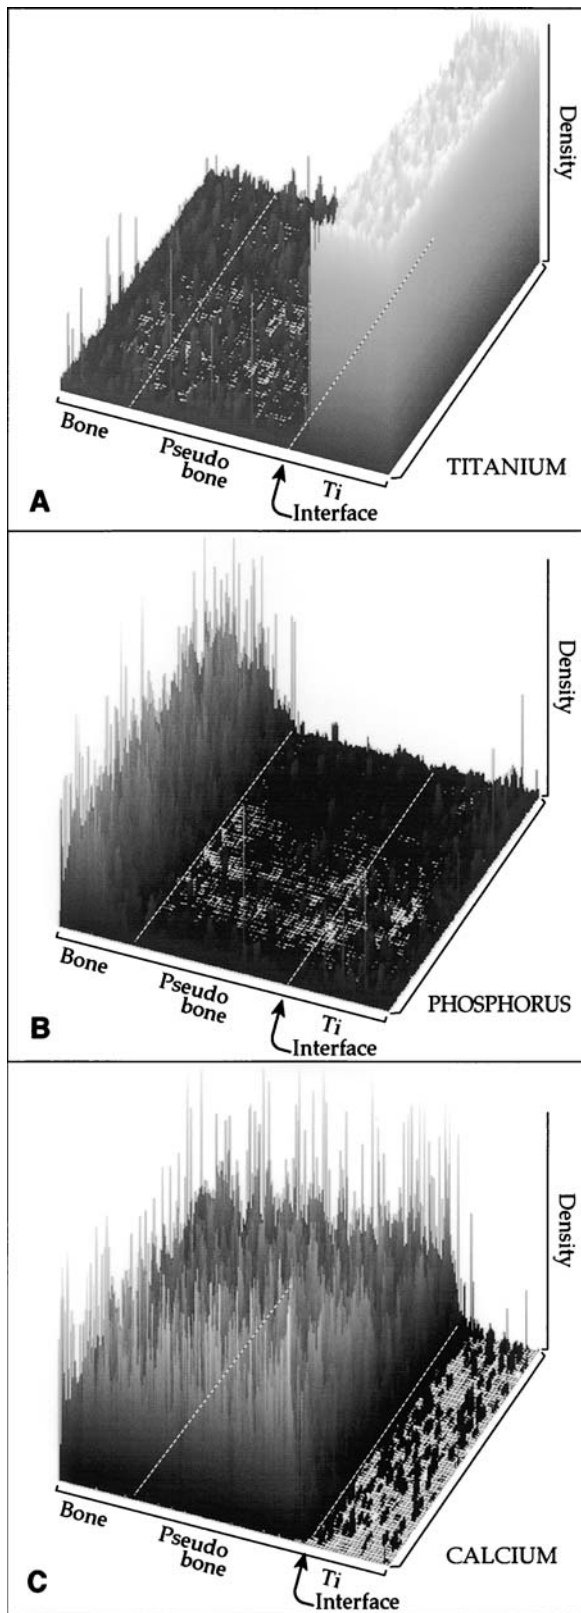 Density
Bone
Pseudo
bone
Ti
Interface
TITANIUM
A
Density
Bone
Pseudo
bone
Ti
Interface
PHOSPHORUS
B
Density
Bone
Pseudo
bone
Ti
Interface
CALCIUM
C